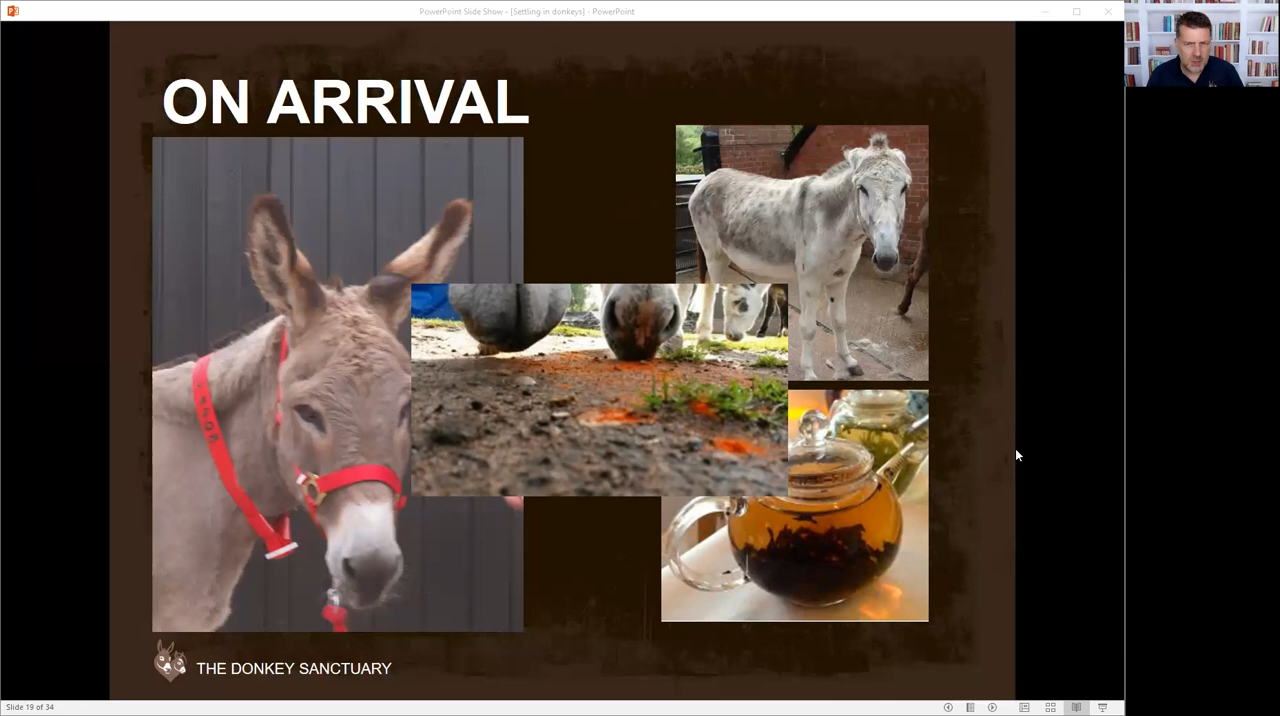 PowerPoint Slide Show - [Settling in donkeys] - PowerPoint
ON ARRIVAL
THE DONKEY SANCTUARY
Slide 19 of 34